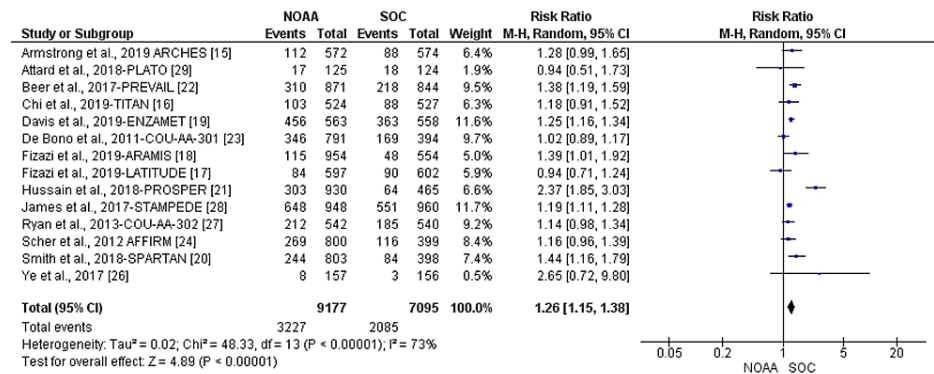 NOAA SOC Risk Ratio Risk Ratio
Study or Subgroup Events Total Events Total Weight M-H, Random, 95% CI M-H, Random, 95% CI
Armstrong et al., 2019 ARCHES [15] 112 572 88 574 6.4% 1.28 [0.99, 1.65]
Attard et al., 2018-PLATO [29] 17 125 18 124 1.9% 0.94 [0.51, 1.73]
Beer et al., 2017-PREVAIL [22] 310 871 218 844 9.5% 1.38 [1.19, 1.59]
Chi et al., 2019-TITAN [16] 103 524 88 527 6.4% 1.18 [0.91, 1.52]
Davis et al., 2019-ENZAMET [19] 456 563 363 558 11.6% 1.25 [1.16, 1.34]
De Bono et al., 2011-COU-AA-301 [23] 346 791 169 394 9.7% 1.02 [0.89, 1.17]
Fizazi et al., 2019-ARAMIS [18] 115 954 48 554 5.0% 1.39 [1.01, 1.92]
Fizazi et al., 2019-LATITUDE [17] 84 597 90 602 5.9% 0.94 [0.71, 1.24]
Hussain et al., 2018-PROSPER [21] 303 930 64 465 6.6% 2.37 [1.85, 3.03]
James et al., 2017-STAMPEDE [28] 648 948 551 960 11.7% 1.19 [1.11, 1.28]
Ryan et al., 2013-COU-AA-302 [27] 212 542 185 540 9.2% 1.14 [0.98, 1.34]
Scher et al., 2012 AFFIRM [24] 269 800 116 399 8.1% 1.16 [0.96, 1.39]
Smith et al., 2018-SPARTAN [20] 244 803 84 398 7.4% 1.44 [1.16, 1.79]
Ye et al., 2017 [26] 8 157 3 156 0.5% 2.65 [0.72, 9.80]
Total (95% CI) 9177 7095 100.0% 1.26 [1.15, 1.38]
Total events 3227 2085
Heterogeneity: Tau² = 0.02; Chi² = 48.33, df = 13 (P < 0.00001); I² = 73%
Test for overall effect: Z = 4.89 (P < 0.00001)
0.05 0.2 1 5 20
NOAA SOC